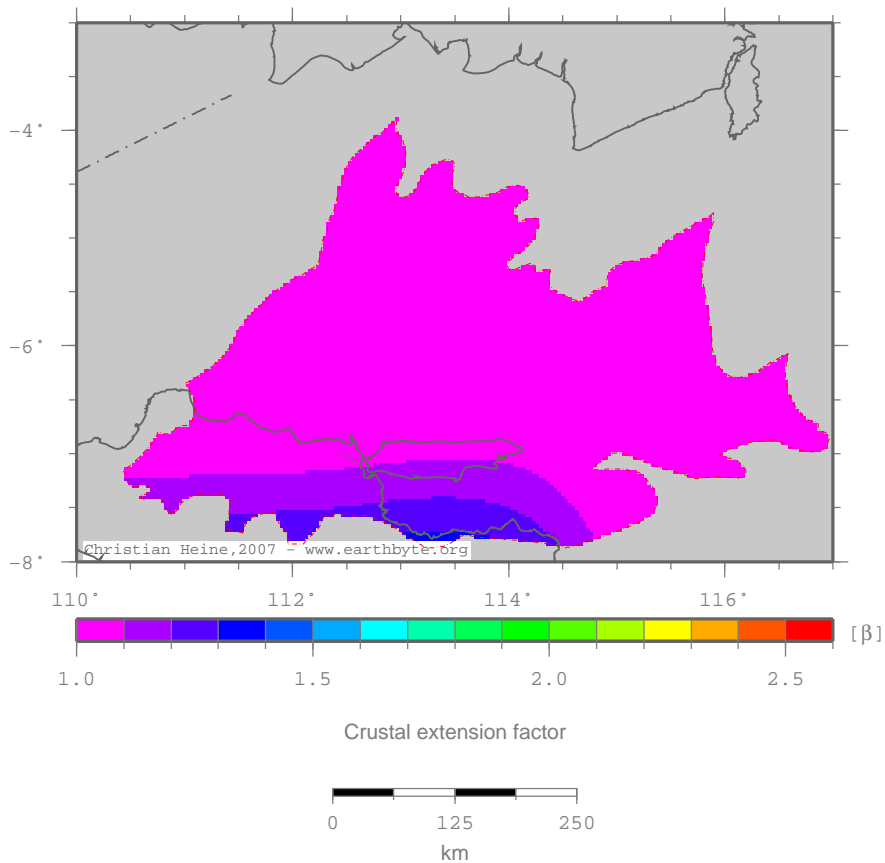 -4°
-6°
-8°
Christian Heine,2007 - www.earthbyte.org
110° 112° 114° 116°
[β]
1.0 1.5 2.0 2.5
Crustal extension factor
0 125 250
km